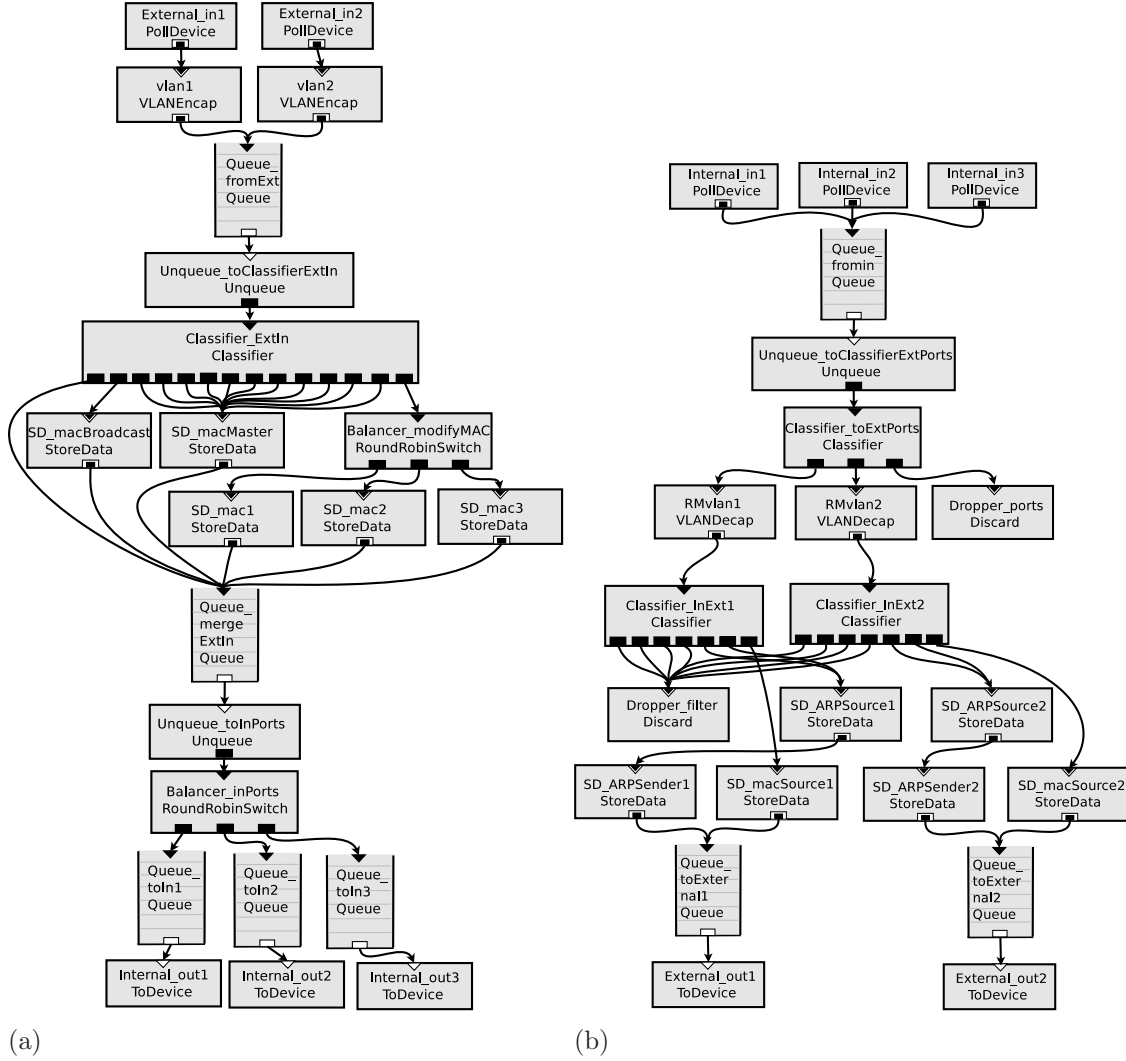 External_in1
PollDevice
External_in2
PollDevice
vlan1
VLANEncap
vlan2
VLANEncap
Queue_
fromExt
Queue
Unqueue_toClassifierExtIn
Unqueue
Classifier_ExtIn
Classifier
SD_macBroadcast
StoreData
SD_macMaster
StoreData
Balancer_modifyMAC
RoundRobinSwitch
SD_mac1
StoreData
SD_mac2
StoreData
SD_mac3
StoreData
Queue_
merge
ExtIn
Queue
Unqueue_toInPorts
Unqueue
Balancer_inPorts
RoundRobinSwitch
Queue_
toIn1
Queue
Queue_
toIn2
Queue
Queue_
toIn3
Queue
Internal_out1
ToDevice
Internal_out2
ToDevice
Internal_out3
ToDevice
(a)
Internal_in1
PollDevice
Internal_in2
PollDevice
Internal_in3
PollDevice
Queue_
fromin
Queue
Unqueue_toClassifierExtPorts
Unqueue
Classifier_toExtPorts
Classifier
RMvlan1
VLANDecap
RMvlan2
VLANDecap
Dropper_ports
Discard
Classifier_InExt1
Classifier
Classifier_InExt2
Classifier
Dropper_filter
Discard
SD_ARPSource1
StoreData
SD_ARPSource2
StoreData
SD_ARPSender1
StoreData
SD_macSource1
StoreData
SD_ARPSender2
StoreData
SD_macSource2
StoreData
Queue_
toExter
nal1
Queue
Queue_
toExter
nal2
Queue
External_out1
ToDevice
External_out2
ToDevice
(b)